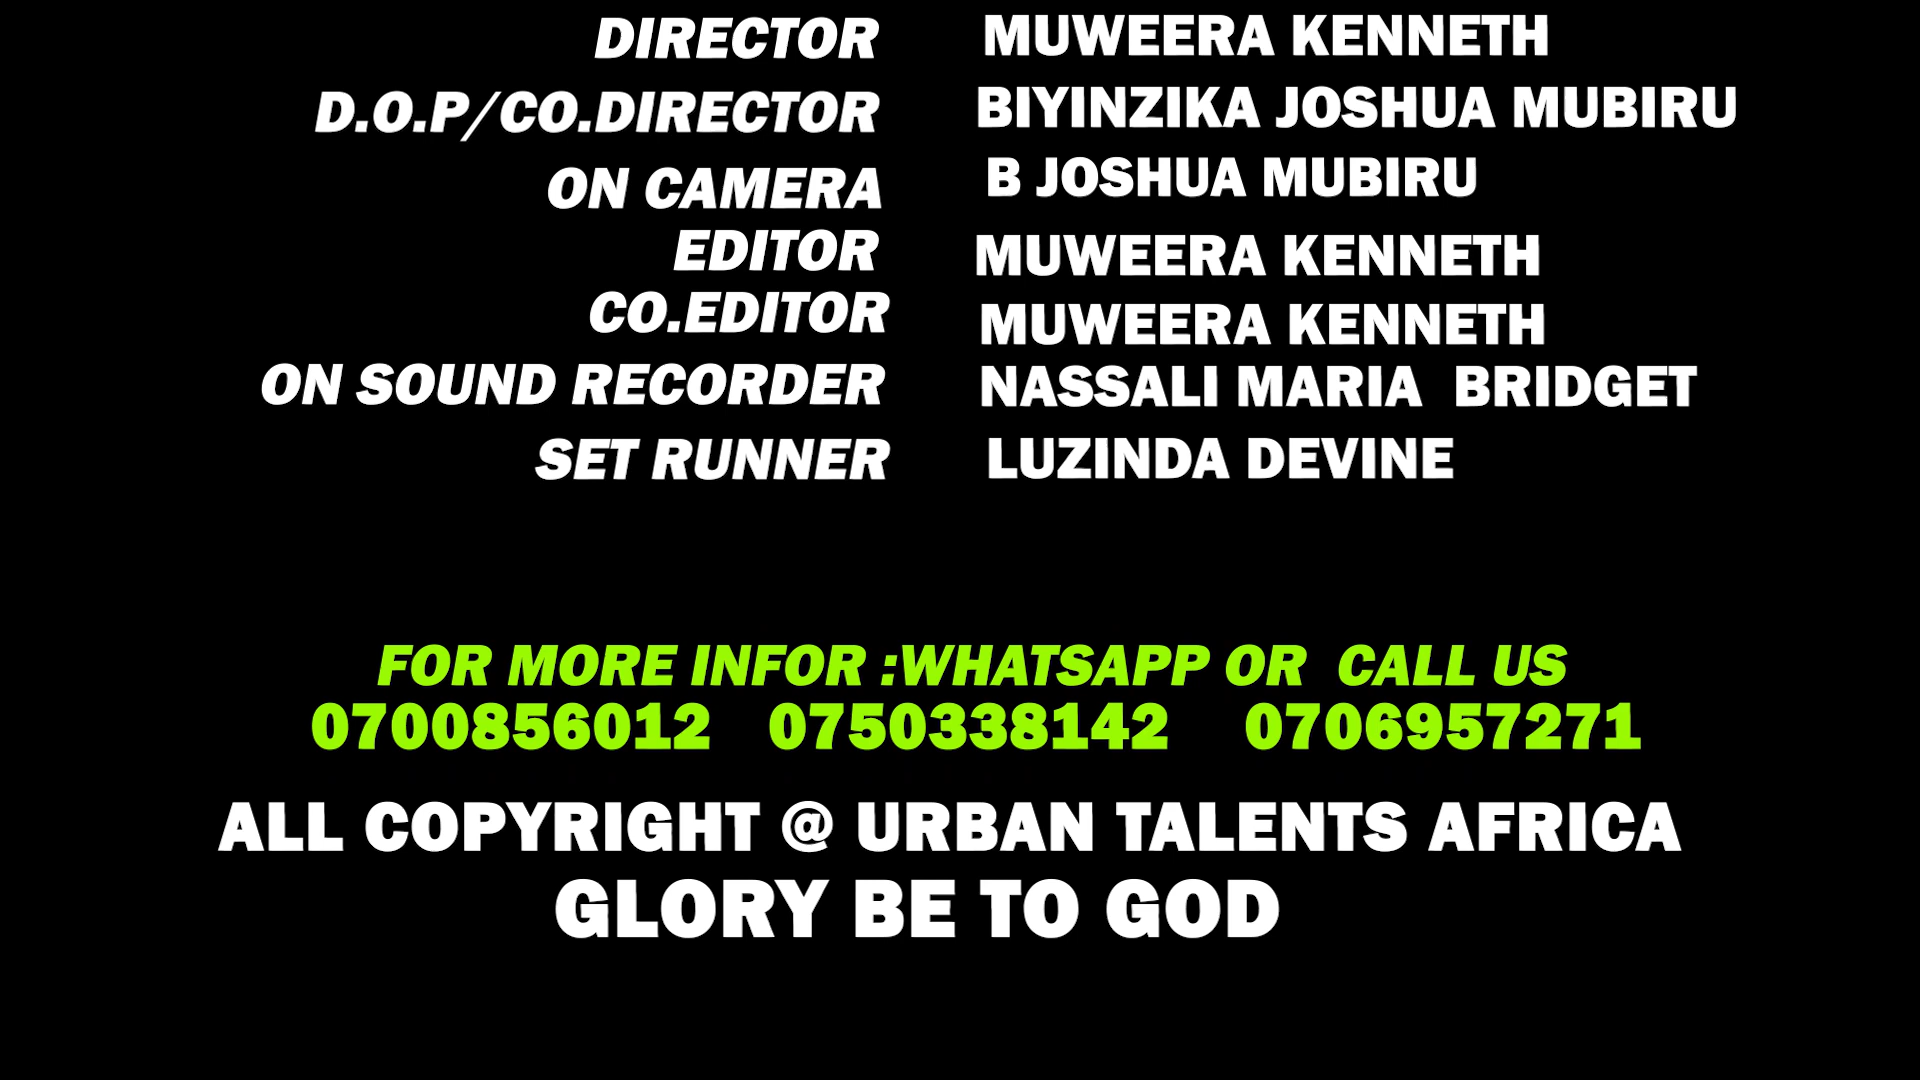 DIRECTOR MUWEERA KENNETH
D.O.P/CO.DIRECTOR BIYINZIKA JOSHUA MUBIRU
ON CAMERA B JOSHUA MUBIRU
EDITOR MUWEERA KENNETH
CO.EDITOR MUWEERA KENNETH
ON SOUND RECORDER NASSALI MARIA BRIDGET
SET RUNNER LUZINDA DEVINE
FOR MORE INFOR :WHATSAPP OR CALL US
0700856012 0750338142 0706957271
ALL COPYRIGHT @ URBAN TALENTS AFRICA
GLORY BE TO GOD